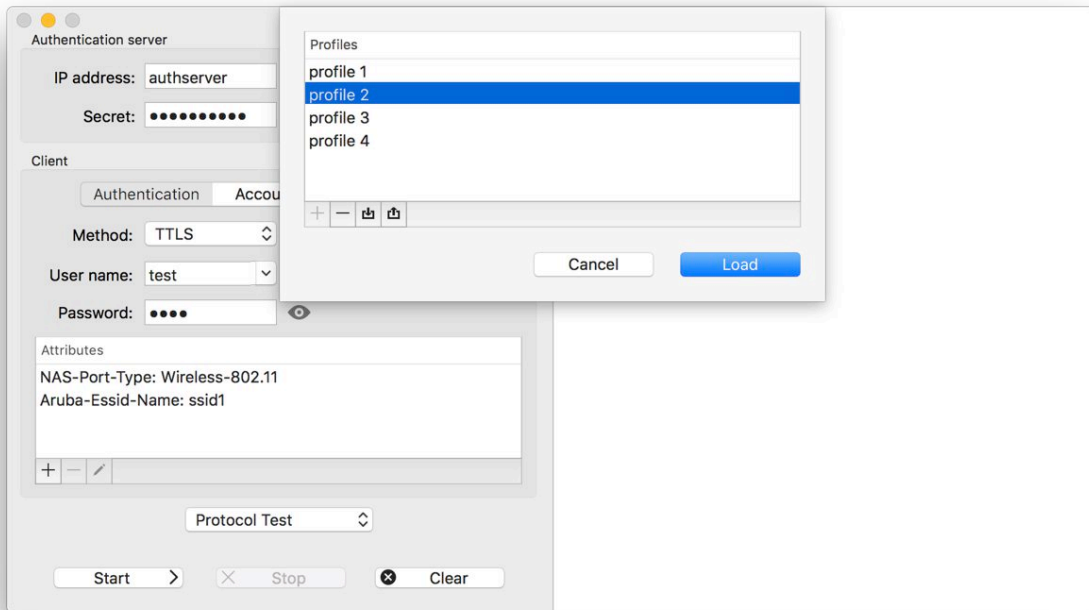 Authentication server
IP address: authserver
Secret: ●●●●●●●●●●
Client
Authentication Accou
Method: TTLS
User name: test
Password: ●●●●
Attributes
NAS-Port-Type: Wireless-802.11
Aruba-Essid-Name: ssid1
Protocol Test
Start Stop Clear
Profiles
profile 1
profile 2
profile 3
profile 4
Cancel Load